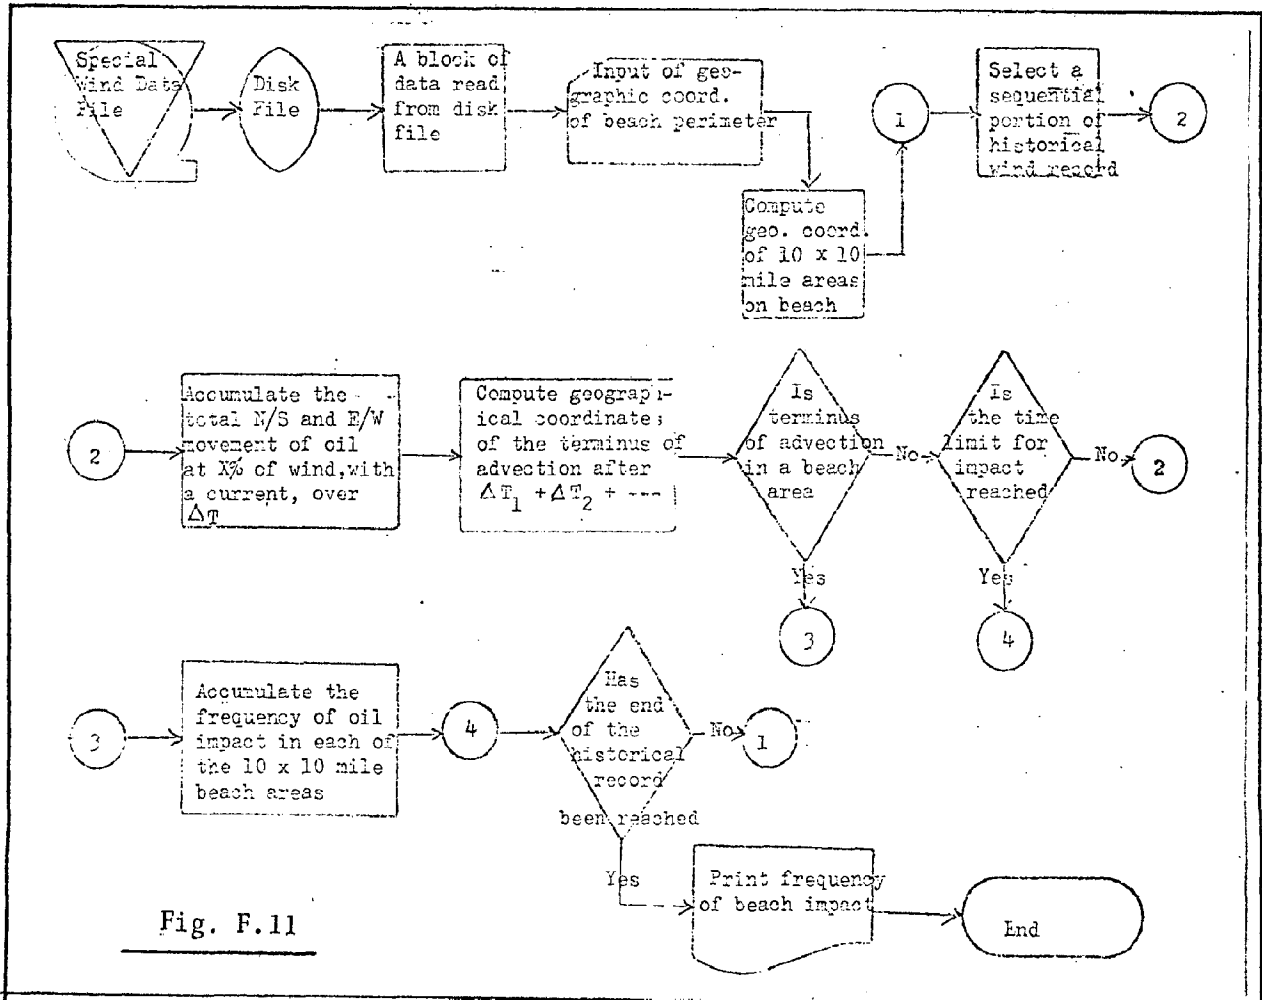 Special
Wind Data
File
Disk
File
A block of
data read
from disk
file
Input of geo-
graphic coord.
of beach perimeter
Compute
geo. coord.
of 10 x 10
mile areas
on beach
1
Select a
sequential
portion of
historical
wind record
2
2
Accumulate the
total N/S and E/W
movement of oil
at X% of wind, with
a current, over
ΔT
Compute geograph-
ical coordinates
of the terminus of
advection after
ΔT1 + ΔT2 + ---
Is
terminus
of advection
in a beach
area
No
Is
the time
limit for
impact
reached
No
2
Yes
3
Yes
4
3
Accumulate the
frequency of oil
impact in each of
the 10 x 10 mile
beach areas
4
Has
the end
of the
historical
record
been reached
No
1
Yes
Print frequency
of beach impact
End
Fig. F.11